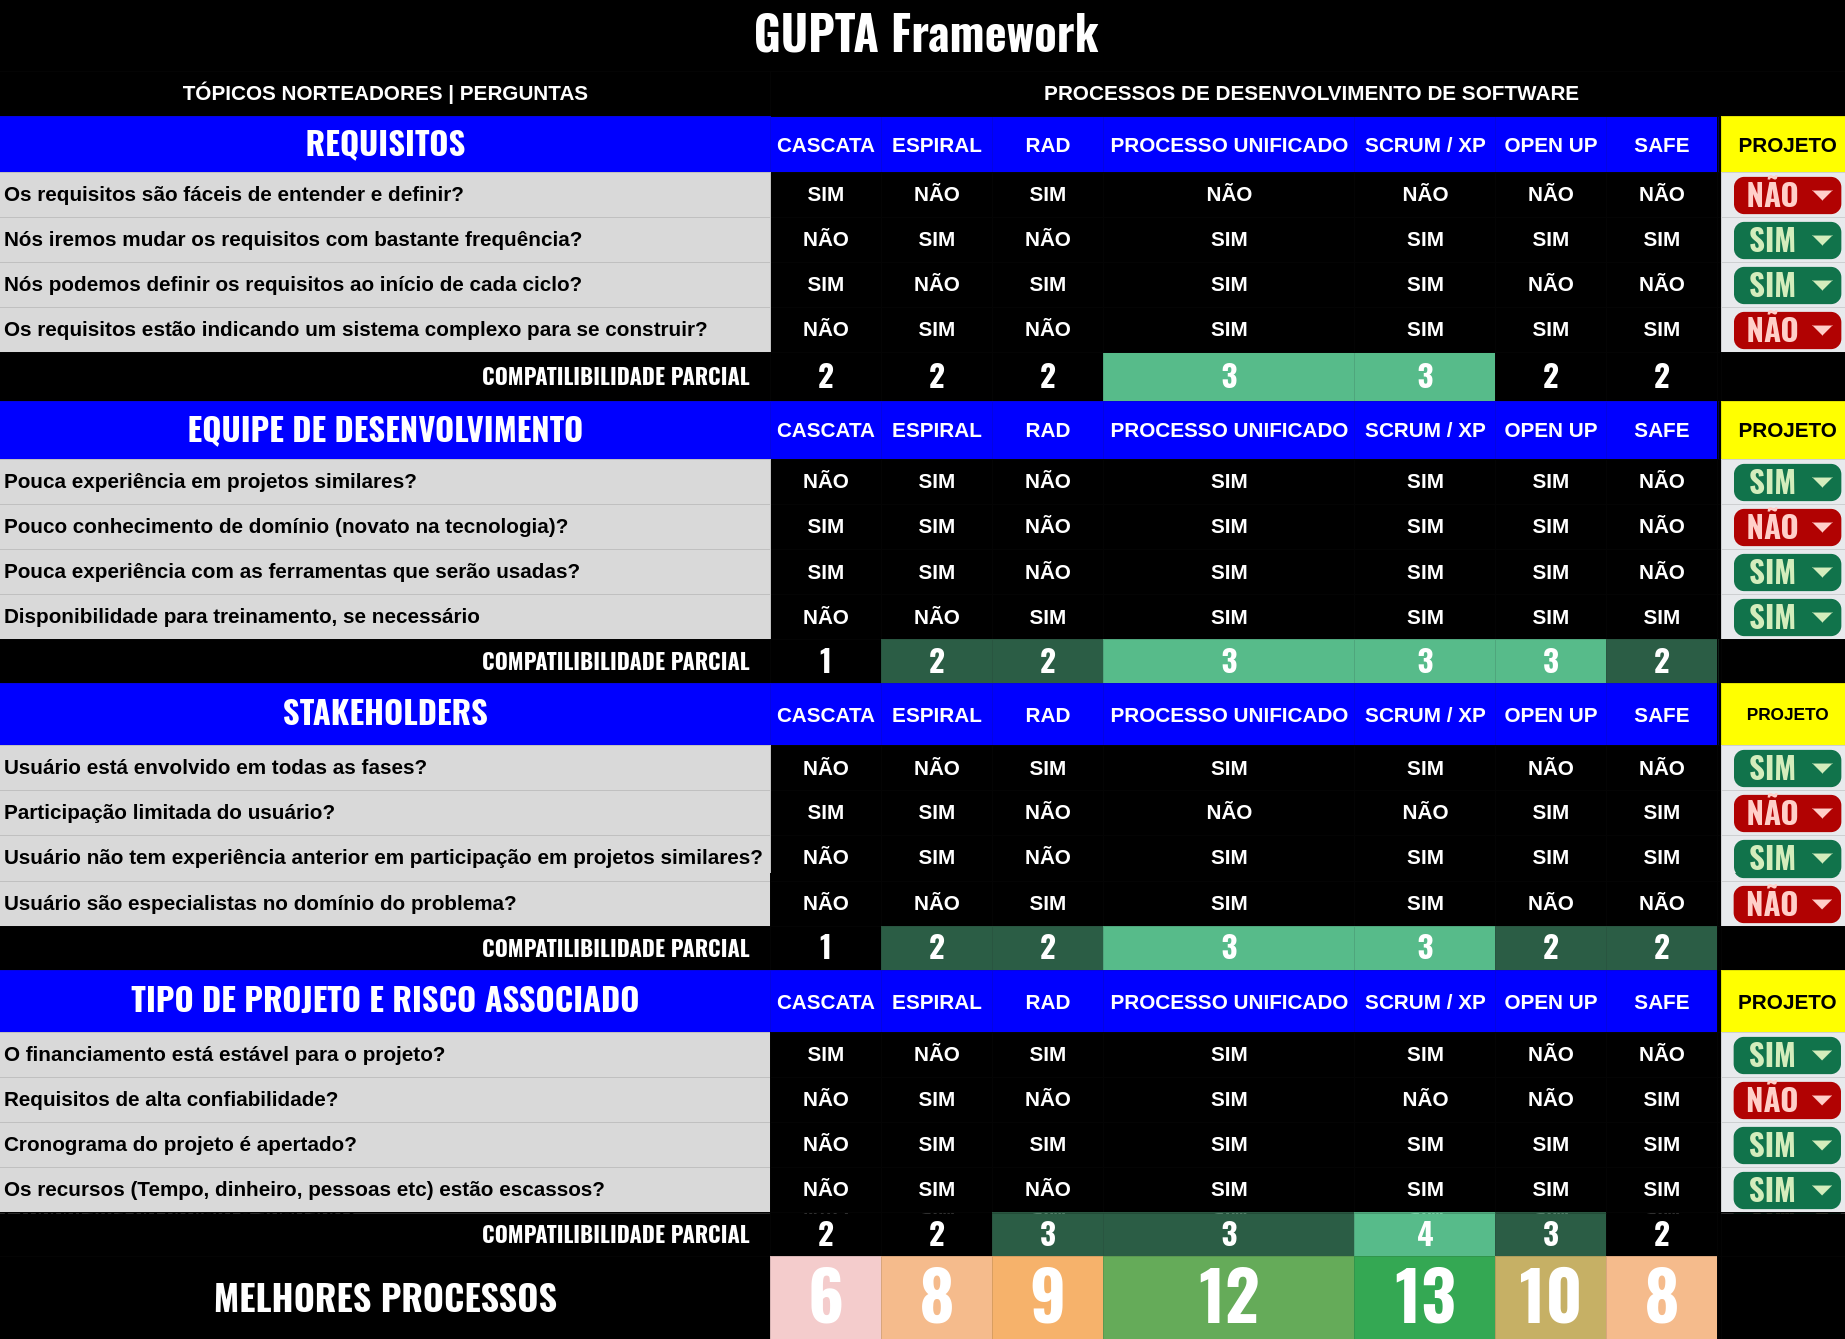 GUPTA Framework
TÓPICOS NORTEADORES | PERGUNTAS PROCESSOS DE DESENVOLVIMENTO DE SOFTWARE
REQUISITOS CASCATA ESPIRAL RAD PROCESSO UNIFICADO SCRUM / XP OPEN UP SAFE PROJETO
Os requisitos são fáceis de entender e definir? SIM NÃO SIM NÃO NÃO NÃO NÃO NÃO
Nós iremos mudar os requisitos com bastante frequência? NÃO SIM NÃO SIM SIM SIM SIM SIM
Nós podemos definir os requisitos ao início de cada ciclo? SIM NÃO SIM SIM SIM NÃO NÃO SIM
Os requisitos estão indicando um sistema complexo para se construir? NÃO SIM NÃO SIM SIM SIM SIM NÃO
COMPATILIBILIDADE PARCIAL 2 2 2 3 3 2 2
EQUIPE DE DESENVOLVIMENTO CASCATA ESPIRAL RAD PROCESSO UNIFICADO SCRUM / XP OPEN UP SAFE PROJETO
Pouca experiência em projetos similares? NÃO SIM NÃO SIM SIM SIM NÃO SIM
Pouco conhecimento de domínio (novato na tecnologia)? SIM SIM NÃO SIM SIM SIM NÃO NÃO
Pouca experiência com as ferramentas que serão usadas? SIM SIM NÃO SIM SIM SIM NÃO SIM
Disponibilidade para treinamento, se necessário NÃO NÃO SIM SIM SIM SIM SIM SIM
COMPATILIBILIDADE PARCIAL 1 2 2 3 3 3 2
STAKEHOLDERS CASCATA ESPIRAL RAD PROCESSO UNIFICADO SCRUM / XP OPEN UP SAFE PROJETO
Usuário está envolvido em todas as fases? NÃO NÃO SIM SIM SIM NÃO NÃO SIM
Participação limitada do usuário? SIM SIM NÃO NÃO NÃO SIM SIM NÃO
Usuário não tem experiência anterior em participação em projetos similares? NÃO SIM NÃO SIM SIM SIM SIM SIM
Usuário são especialistas no domínio do problema? NÃO NÃO SIM SIM SIM NÃO NÃO NÃO
COMPATILIBILIDADE PARCIAL 1 2 2 3 3 2 2
TIPO DE PROJETO E RISCO ASSOCIADO CASCATA ESPIRAL RAD PROCESSO UNIFICADO SCRUM / XP OPEN UP SAFE PROJETO
O financiamento está estável para o projeto? SIM NÃO SIM SIM SIM NÃO NÃO SIM
Requisitos de alta confiabilidade? NÃO SIM NÃO SIM NÃO NÃO SIM NÃO
Cronograma do projeto é apertado? NÃO SIM SIM SIM SIM SIM SIM SIM
Os recursos (Tempo, dinheiro, pessoas etc) estão escassos? NÃO SIM NÃO SIM SIM SIM SIM SIM
COMPATILIBILIDADE PARCIAL 2 2 3 3 4 3 2
MELHORES PROCESSOS 6 8 9 12 13 10 8